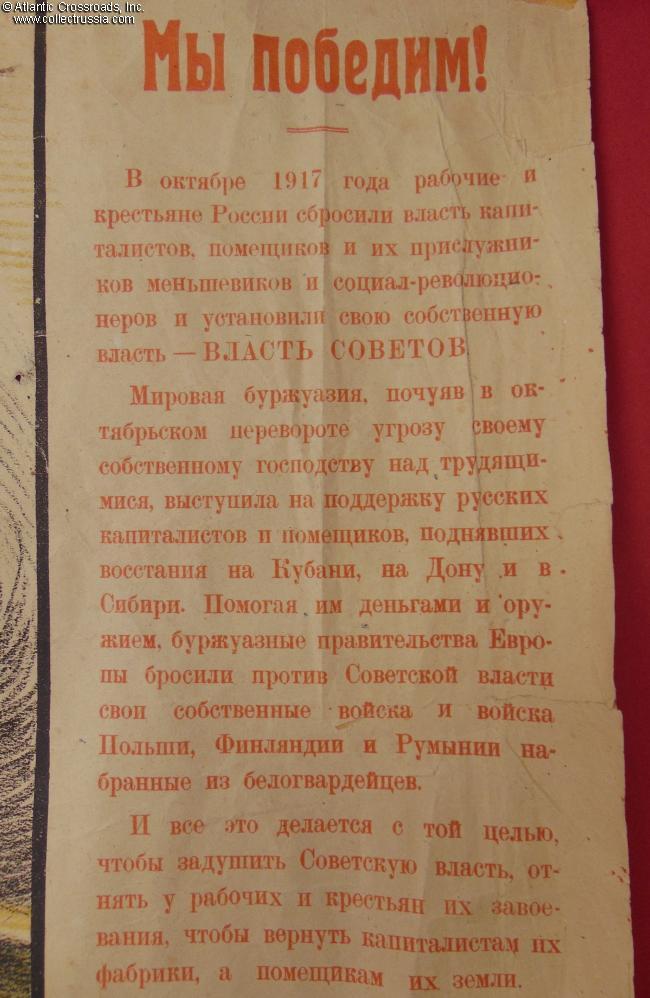 © Atlantic Crossroads, Inc.
www.collectrussia.com
Мы победим!
В октябре 1917 года рабочие и
крестьяне России сбросили власть капи-
талистов, помещиков и их прислужни-
ков меньшевиков и социал-революцио-
неров и установили свою собственную
власть — ВЛАСТЬ СОВЕТОВ
Мировая буржуазия, почуяв в ок-
тябрьском перевороте угрозу своему
собственному господству над трудящи-
мися, выступила на поддержку русских
капиталистов и помещиков, поднявших
восстания на Кубани, на Дону и в
Сибири. Помогая им деньгами и ору-
жием, буржуазные правительства Евро-
пы бросили против Советской власти
свои собственные войска и войска
Польши, Финляндии и Румынии на-
бранные из белогвардейцев.
И все это делается с той целью,
чтобы задушить Советскую власть, от-
нять у рабочих и крестьян их завое-
вания, чтобы вернуть капиталистам их
фабрики, а помещикам их земли.